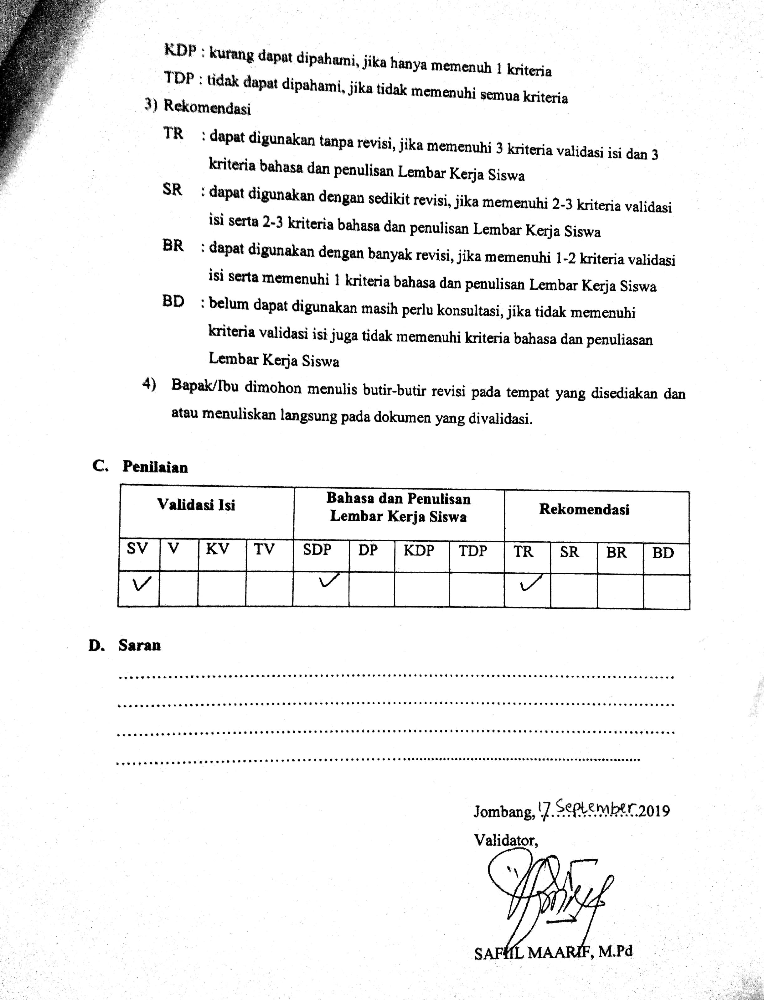 KDP : kurang dapat dipahami, jika hanya memenuh 1 kriteria
TDP : tidak dapat dipahami, jika tidak memenuhi semua kriteria
3) Rekomendasi
TR : dapat digunakan tanpa revisi, jika memenuhi 3 kriteria validasi isi dan 3
kriteria bahasa dan penulisan Lembar Kerja Siswa
SR : dapat digunakan dengan sedikit revisi, jika memenuhi 2-3 kriteria validasi
isi serta 2-3 kriteria bahasa dan penulisan Lembar Kerja Siswa
BR : dapat digunakan dengan banyak revisi, jika memenuhi 1-2 kriteria validasi
isi serta memenuhi 1 kriteria bahasa dan penulisan Lembar Kerja Siswa
BD : belum dapat digunakan masih perlu konsultasi, jika tidak memenuhi
kriteria validasi isi juga tidak memenuhi kriteria bahasa dan penuliasan
Lembar Kerja Siswa
4) Bapak/Ibu dimohon menulis butir-butir revisi pada tempat yang disediakan dan
atau menuliskan langsung pada dokumen yang divalidasi.
C. Penilaian
Validasi Isi
Bahasa dan Penulisan
Lembar Kerja Siswa
Rekomendasi
SV V KV TV SDP DP KDP TDP TR SR BR BD
✓ ✓ ✓
D. Saran
Jombang, 17 September 2019
Validator,
SAFIIL MAARIF, M.Pd